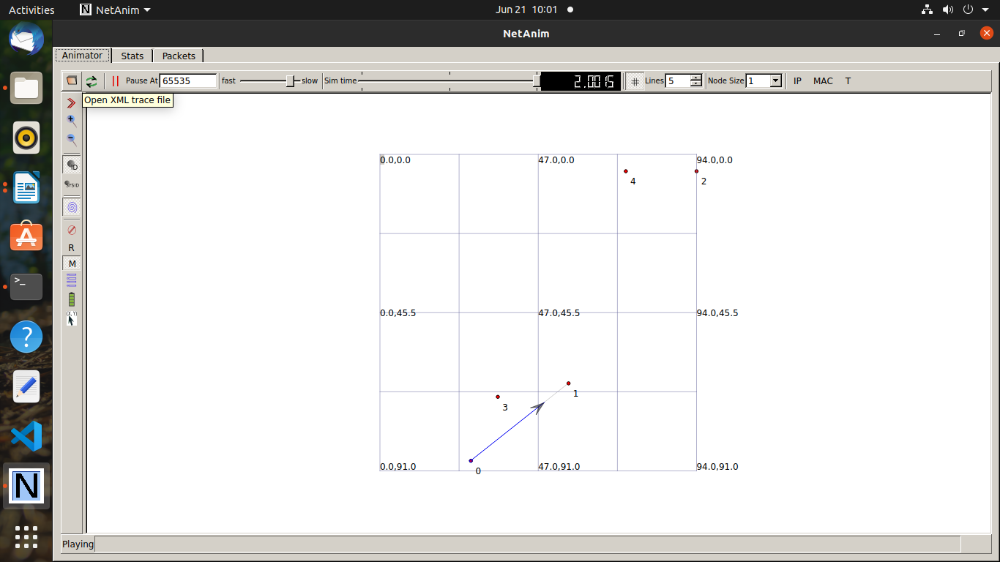 Activities NetAnim Jun 21 10:01
NetAnim
Animator Stats Packets
Pause At 65535 fast slow Sim time 2.0015 Lines 5 Node Size 1 IP MAC T
Open XML trace file
ID
SYSID
R
M
0.0,0.0 47.0,0.0 94.0,0.0
4 2
0.0,45.5 47.0,45.5 94.0,45.5
1
3
0.0,91.0 47.0,91.0 94.0,91.0
0
Playing